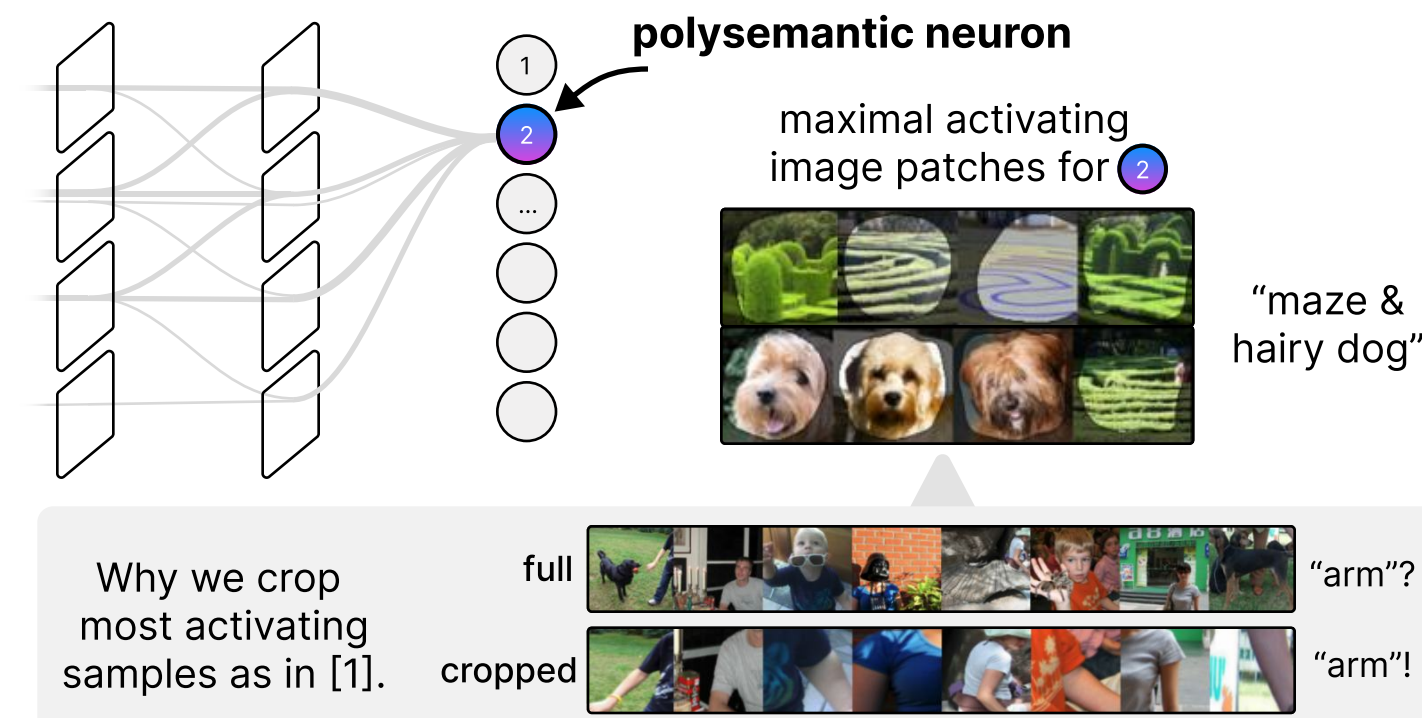 polysemantic neuron
1
2
...
maximal activating
image patches for 2
“maze &
hairy dog”
Why we crop
most activating
samples as in [1].
full
“arm”?
cropped
“arm”!